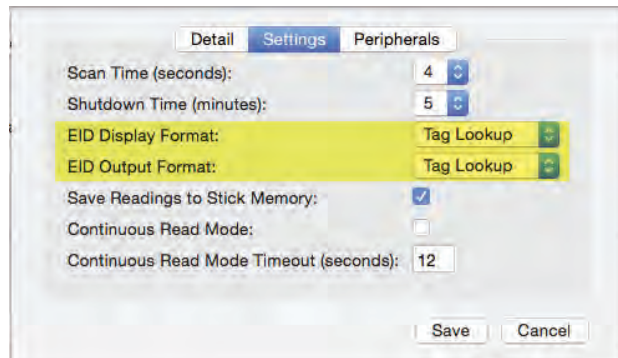 Detail Settings Peripherals
Scan Time (seconds): 4
Shutdown Time (minutes): 5
EID Display Format: Tag Lookup
EID Output Format: Tag Lookup
Save Readings to Stick Memory:
Continuous Read Mode:
Continuous Read Mode Timeout (seconds): 12
Save Cancel